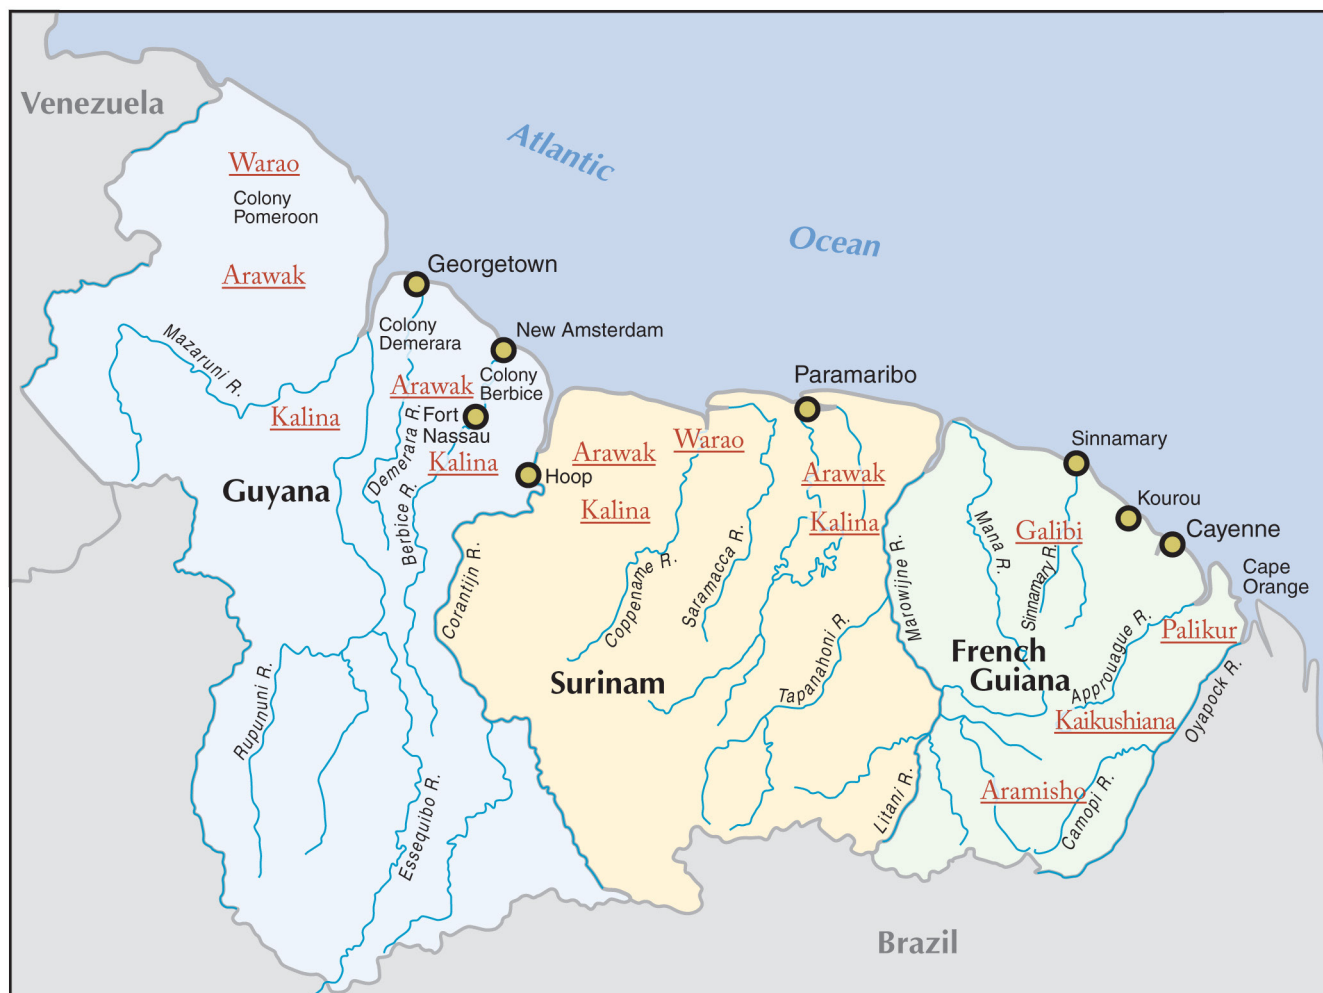 Venezuela
Atlantic
Ocean
Warao
Colony
Pomeroon
Arawak
Georgetown
Colony
Demerara
New Amsterdam
Mazaruni R.
Arawak
Colony
Berbice
Kalina
Fort
Nassau
Demerara R.
Kalina
Hoop
Guyana
Berbice R.
Corantijn R.
Rupununi R.
Essequibo R.
Paramaribo
Arawak
Warao
Kalina
Arawak
Kalina
Coppename R.
Saramacca R.
Surinam
Tapanahoni R.
Marowijne R.
Litani R.
Sinnamary
Kourou
Cayenne
Cape
Orange
Galibi
Mana R.
Sinnamary R.
Palikur
French
Guiana
Approuague R.
Kaikushiana
Oyapock R.
Aramisho
Camopi R.
Brazil